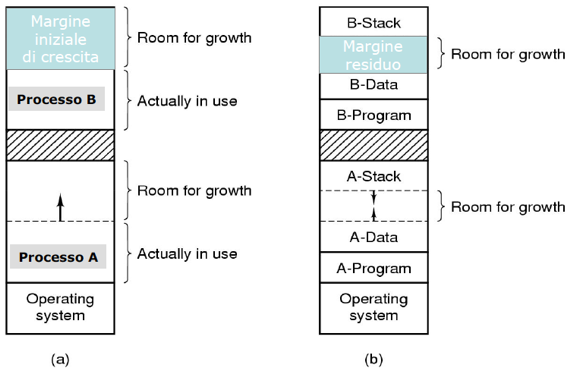 Margine
iniziale
di crescita
Room for growth
Processo B
Actually in use
Room for growth
Processo A
Actually in use
Operating
system
(a)
B-Stack
Margine
residuo
Room for growth
B-Data
B-Program
A-Stack
Room for growth
A-Data
A-Program
Operating
system
(b)